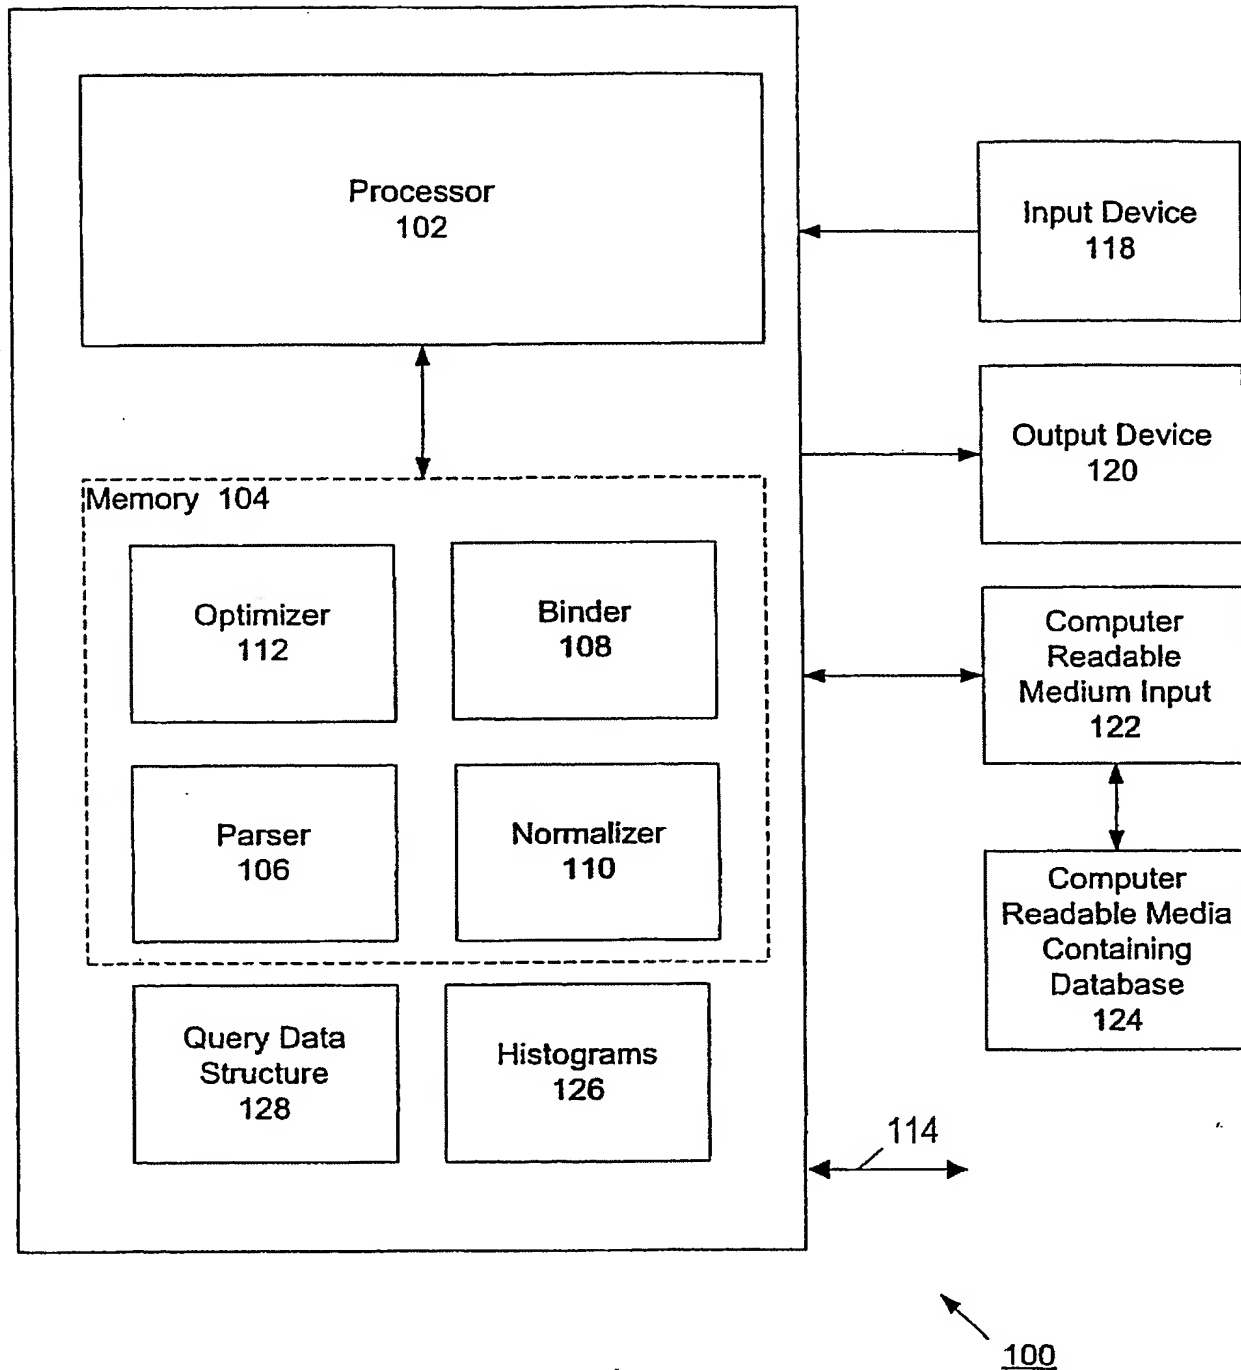 Processor
102
Input Device
118
Output Device
120
Memory 104
Optimizer
112
Binder
108
Computer
Readable
Medium Input
122
Parser
106
Normalizer
110
Computer
Readable Media
Containing
Database
124
Query Data
Structure
128
Histograms
126
114
100